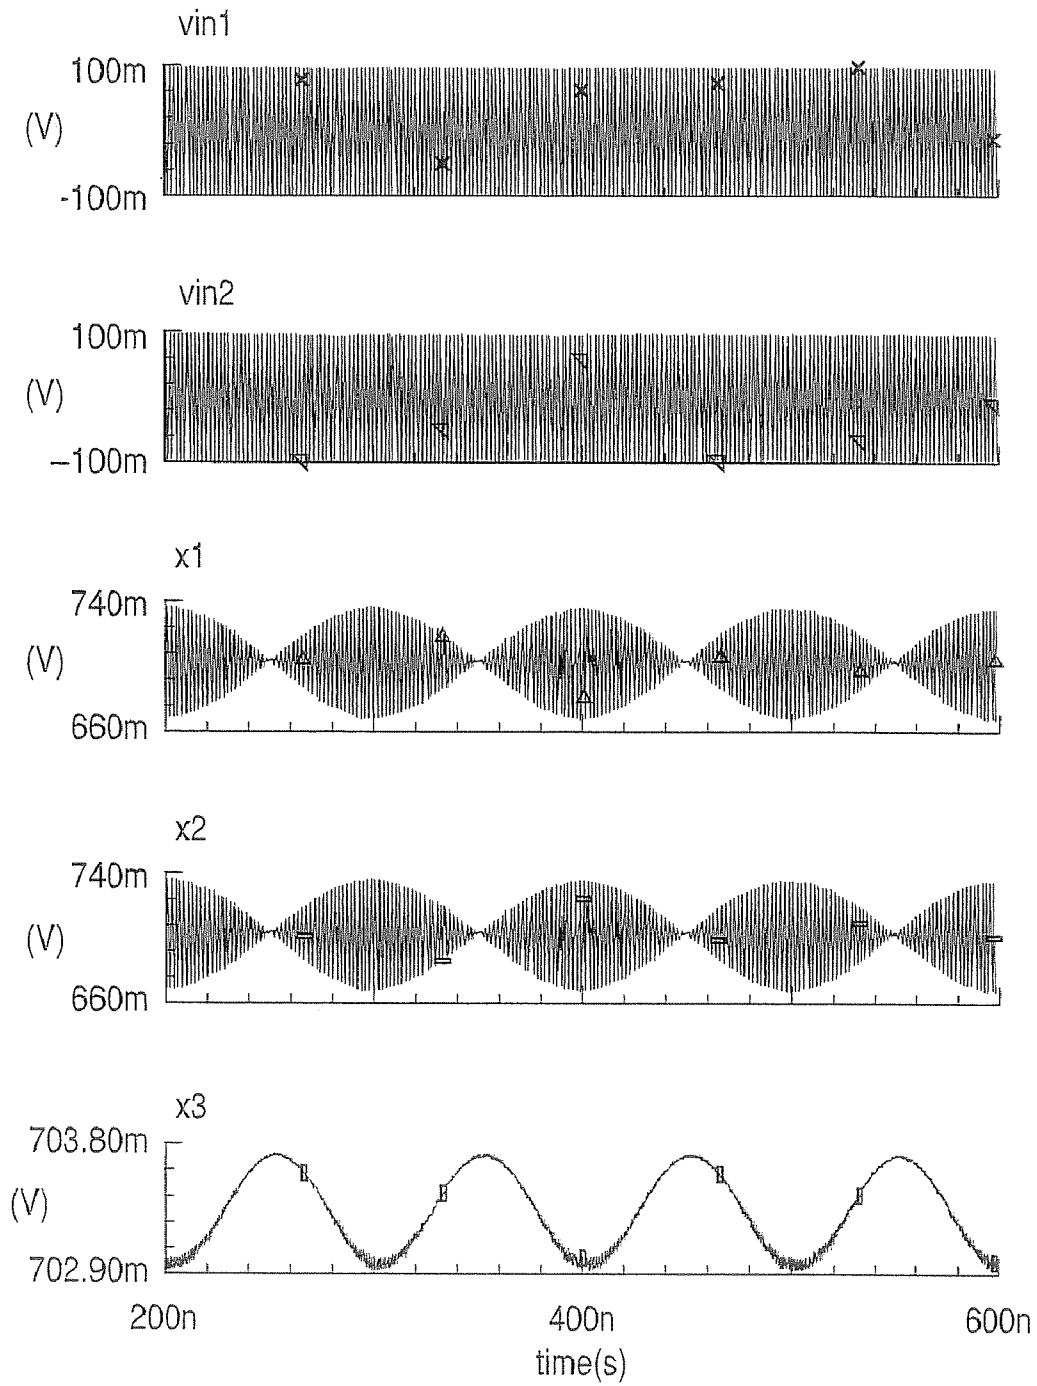 vin1
100m
(V)
-100m
vin2
100m
(V)
–100m
x1
740m
(V)
660m
x2
740m
(V)
660m
x3
703.80m
(V)
702.90m
200n 400n 600n
time(s)